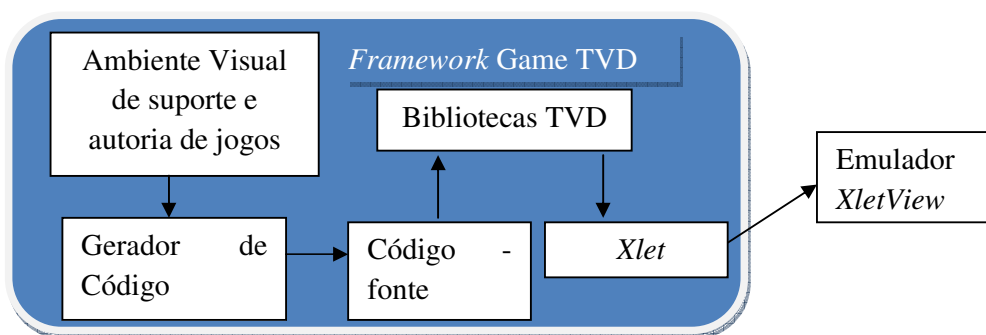 Ambiente Visual
de suporte e
autoria de jogos
Framework Game TVD
Bibliotecas TVD
Emulador
XletView
Gerador de
Código
Código -
fonte
Xlet